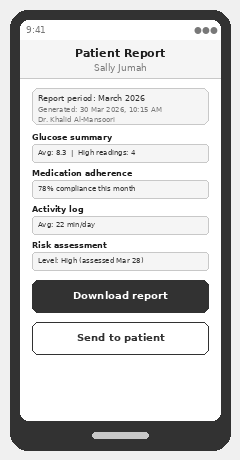 9:41
Patient Report
Sally Jumah
Report period: March 2026
Generated: 30 Mar 2026, 10:15 AM
Dr. Khalid Al-Mansoori
Glucose summary
Avg: 8.3 | High readings: 4
Medication adherence
78% compliance this month
Activity log
Avg: 22 min/day
Risk assessment
Level: High (assessed Mar 28)
Download report
Send to patient